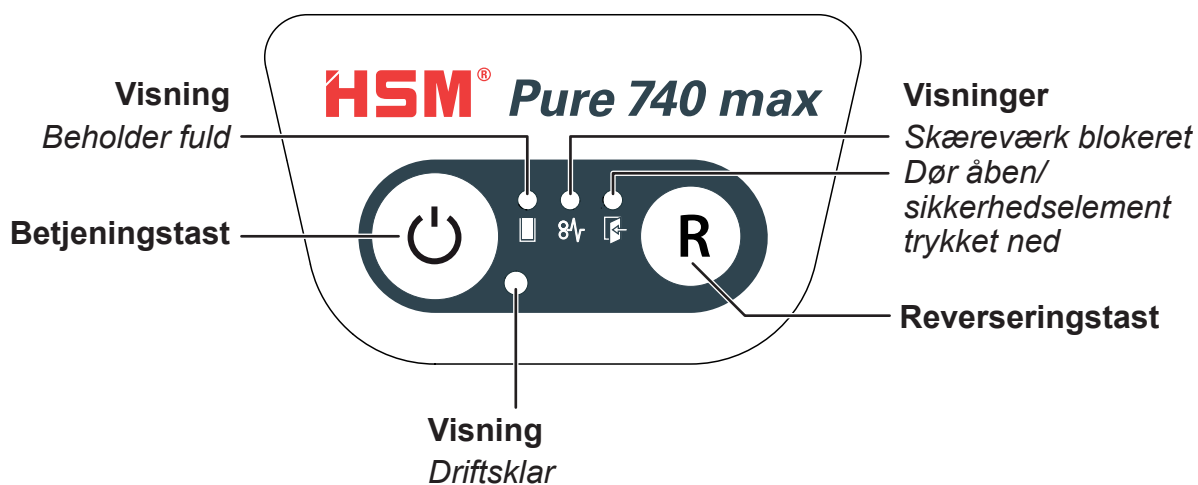 HSM® Pure 740 max
Visning
Beholder fuld
Visninger
Skæreværk blokeret
Dør åben/
sikkerhedselement
trykket ned
Betjeningstast
R
Reverseringstast
Visning
Driftsklar